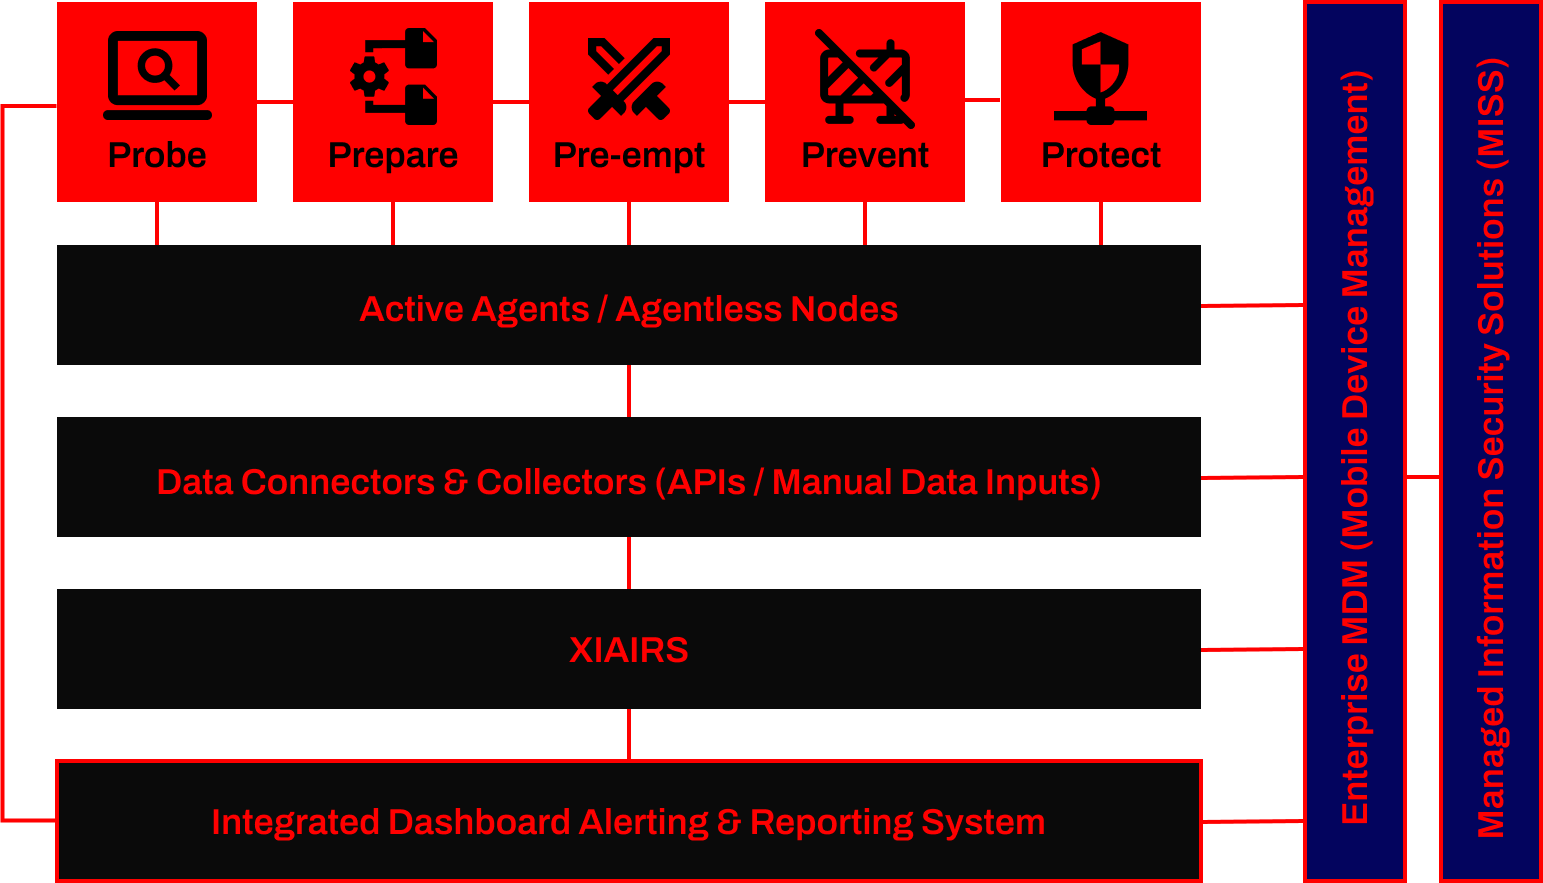 Probe
Prepare
Pre-empt
Prevent
Protect
Active Agents / Agentless Nodes
Data Connectors & Collectors (APIs / Manual Data Inputs)
XIAIRS
Integrated Dashboard Alerting & Reporting System
Enterprise MDM (Mobile Device Management)
Managed Information Security Solutions (MISS)